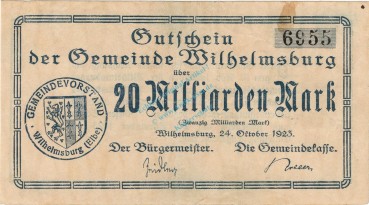 Gutschein
6955
der Gemeinde Wilhelmsburg
über
20 Milliarden Mark
(Zwanzig Milliarden Mark)
Wilhelmsburg, 24. Oktober 1923.
Der Bürgermeister. Die Gemeindekasse.
GEMEINDEVORSTAND
Wilhelmsburg (Elbe)